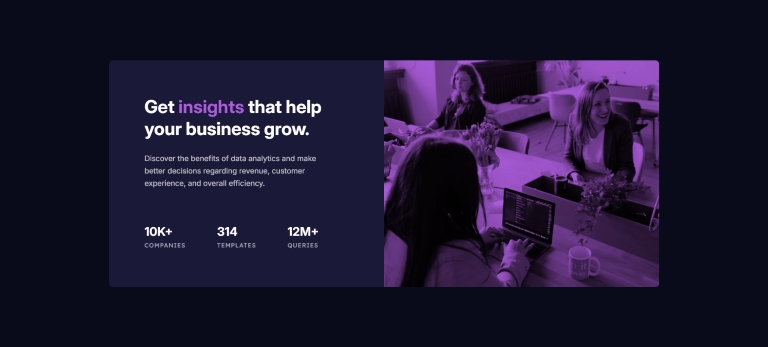 Get insights that help
your business grow.
Discover the benefits of data analytics and make
better decisions regarding revenue, customer
experience, and overall efficiency.
10K+ 314 12M+
COMPANIES TEMPLATES QUERIES